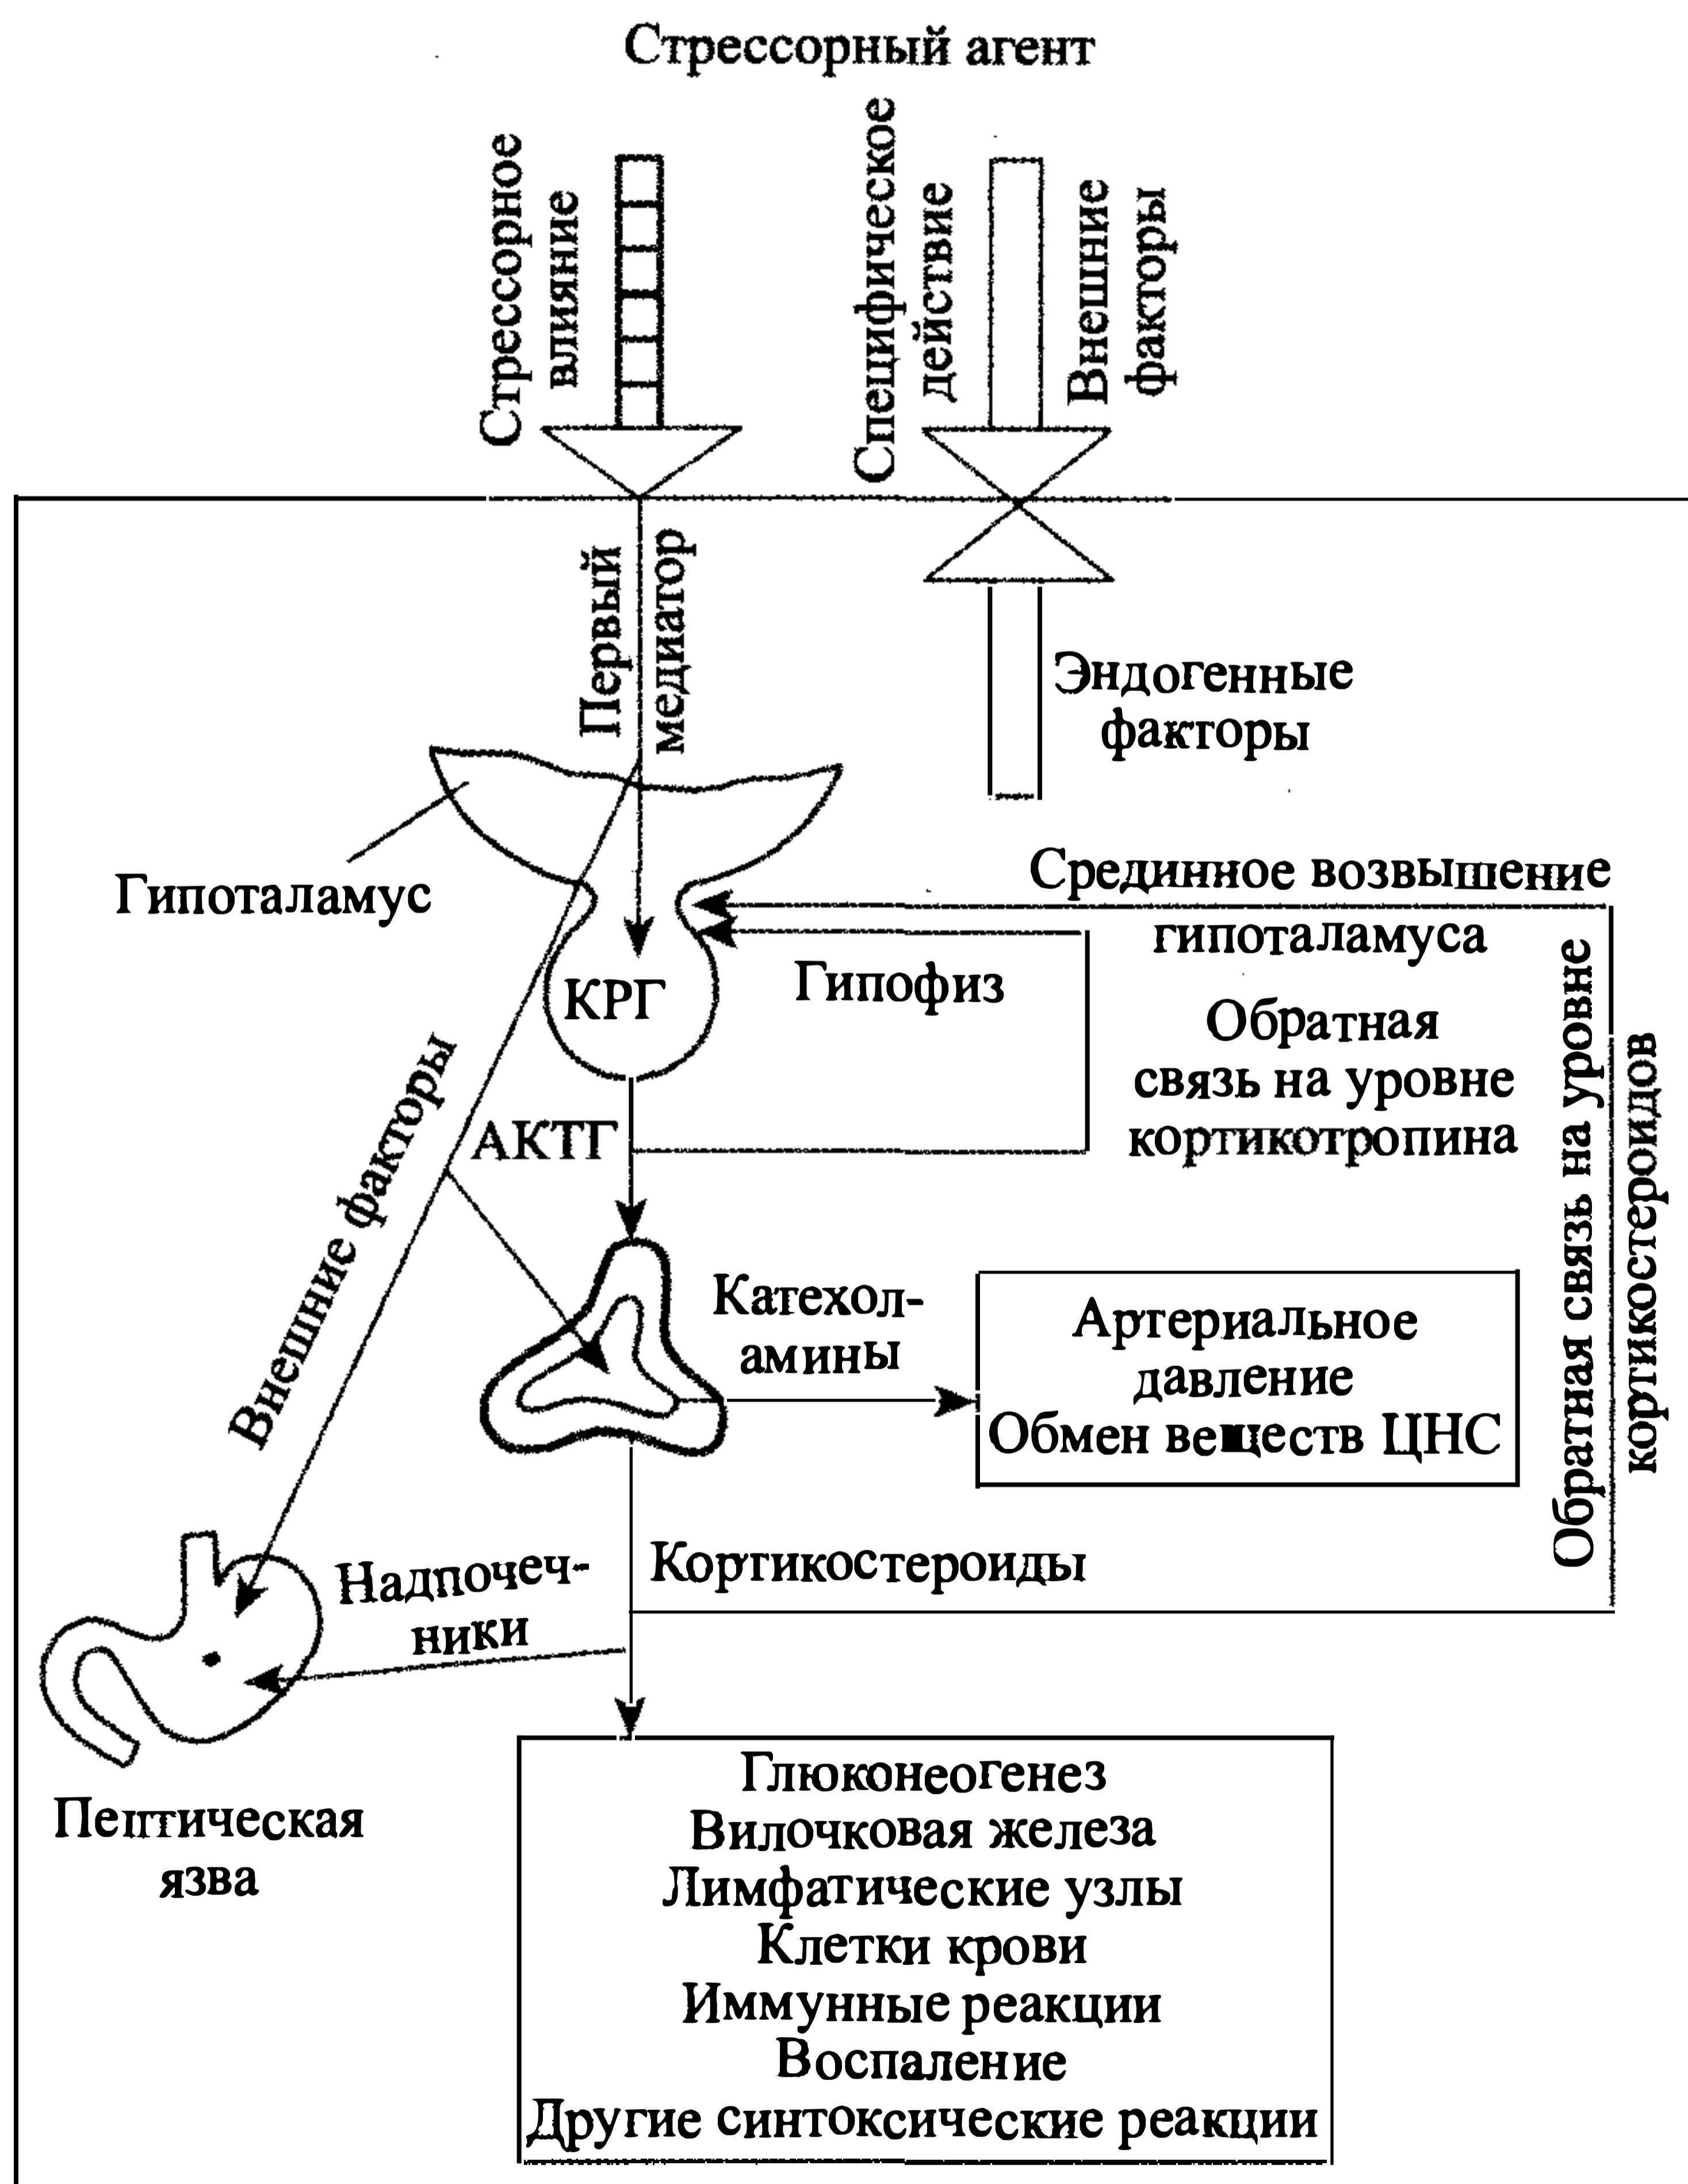 Стрессорный агент
Стрессорное
влияние
Специфическое
действие
Внешние
факторы
Первый
медиатор
Эндогенные
факторы
Гипоталамус
Срединное возвышение
гипоталамуса
Гипофиз
КРГ
Обратная
связь на уровне
кортикотропина
Обратная связь на уровне
кортикостероидов
АКТГ
Внешние факторы
Катехол-
амины
Артериальное
давление
Обмен веществ ЦНС
Кортикостероиды
Надпочеч-
ники
Пептическая
язва
Глюконеогенез
Вилочковая железа
Лимфатические узлы
Клетки крови
Иммунные реакции
Воспаление
Другие синтоксические реакции